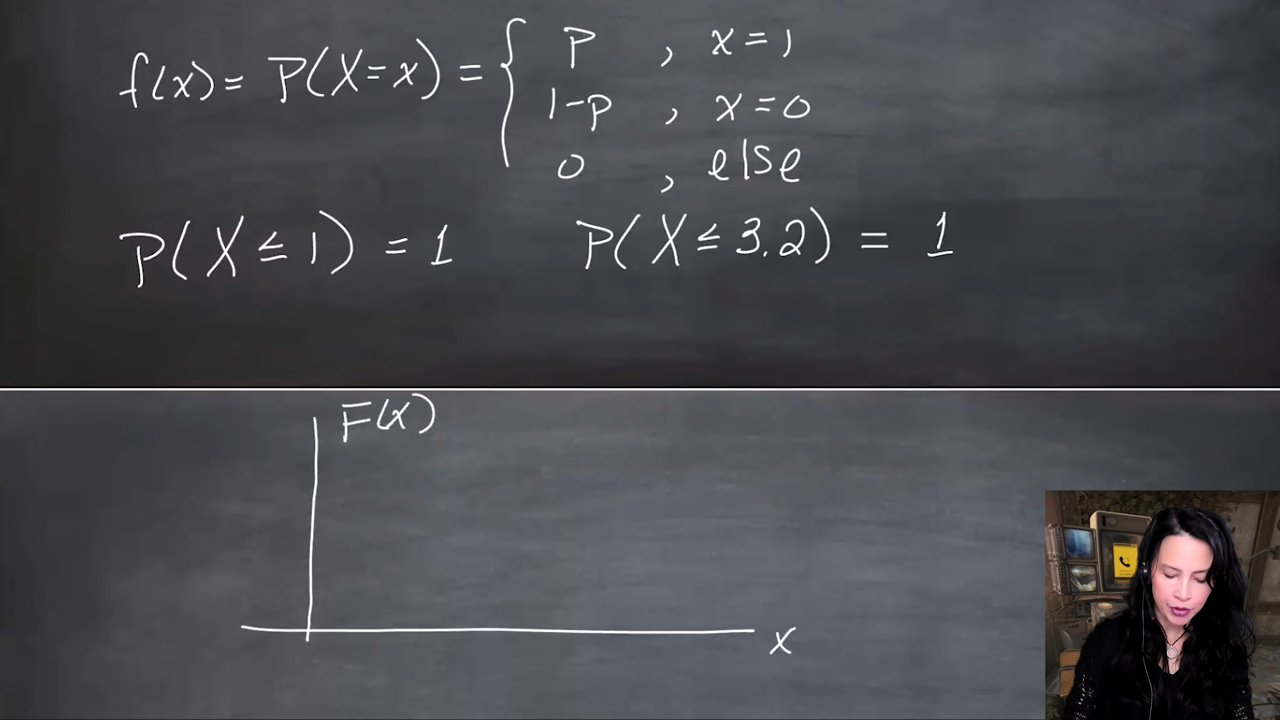 f(x) = P(X=x) = { p , x=1
1-p , x=0
0 , else
P(X ≤ 1) = 1 P(X ≤ 3.2) = 1
F(x)
x